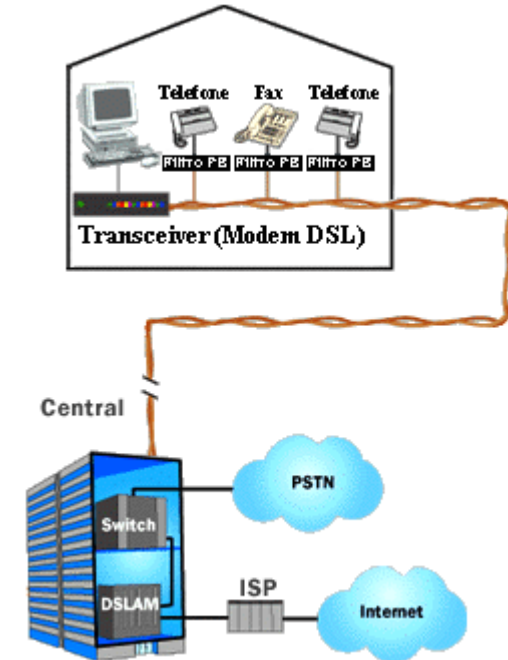 Telefone Fax Telefone
Filtro PB Filtro PB Filtro PB
Transceiver (Modem DSL)
Central
PSTN
Switch
ISP
DSLAM
Internet